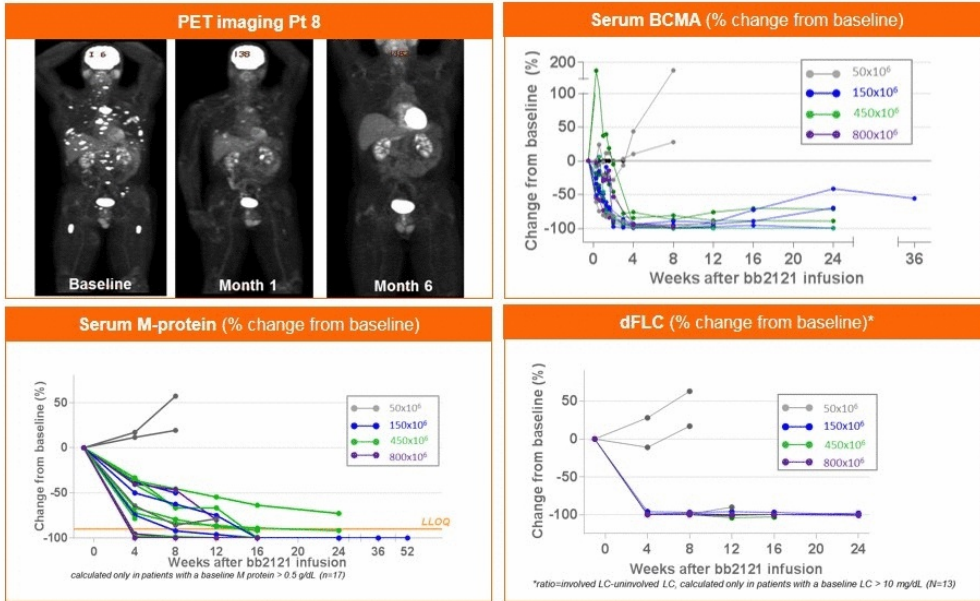 PET imaging Pt 8
Baseline
Month 1
Month 6
Serum BCMA (% change from baseline)
Change from baseline (%)
200
100
100
50
0
-50
-100
50x10⁶
150x10⁶
450x10⁶
800x10⁶
0 4 8 12 16 20 24 36
Weeks after bb2121 infusion
Serum M-protein (% change from baseline)
Change from baseline (%)
50
0
-50
-100
50x10⁶
150x10⁶
450x10⁶
800x10⁶
LLOQ
0 4 8 12 16 24 36 52
Weeks after bb2121 infusion
calculated only in patients with a baseline M protein > 0.5 g/dL (n=17)
dFLC (% change from baseline)*
Change from baseline (%)
50
0
-50
-100
50x10⁶
150x10⁶
450x10⁶
800x10⁶
0 4 8 12 16 20 24
Weeks after bb2121 infusion
*ratio=involved LC-uninvolved LC, calculated only in patients with a baseline LC > 10 mg/dL (N=13)